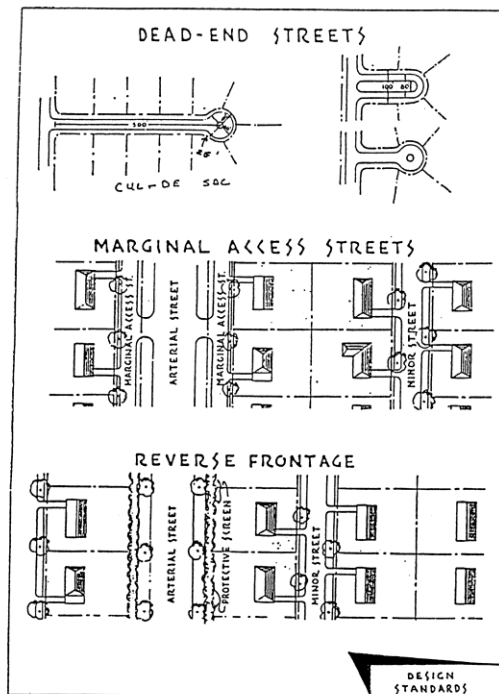 DEAD-END STREETS
500
CUL-DE SAC
100 80
MARGINAL ACCESS STREETS
MARGINAL ACCESS ST.
ARTERIAL STREET
MARGINAL ACCESS ST.
MINOR STREET
REVERSE FRONTAGE
ARTERIAL STREET
PROTECTIVE SCREEN
MINOR STREET
DESIGN
STANDARDS